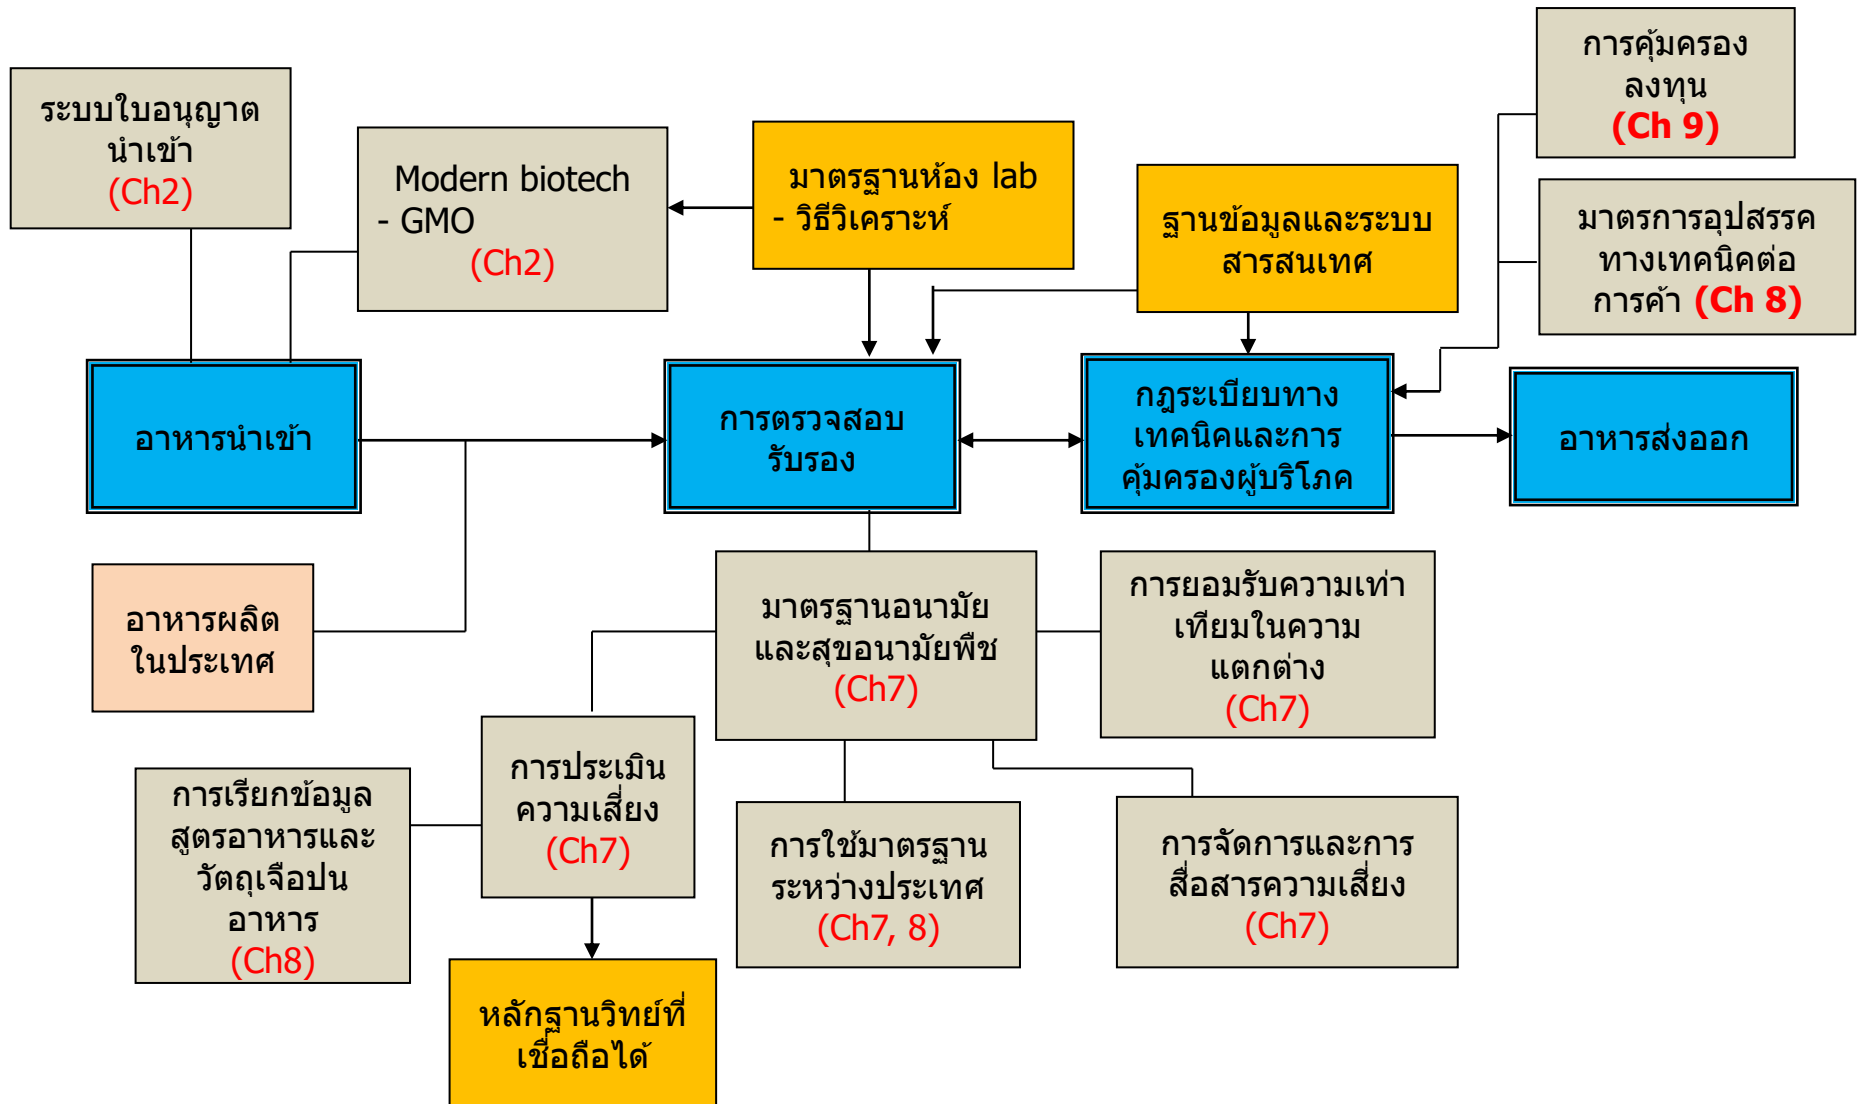 การคุ้มครอง
ลงทุน
(Ch 9)
ระบบใบอนุญาต
นำเข้า
(Ch2)
Modern biotech
- GMO
(Ch2)
มาตรฐานห้อง lab
- วิธีวิเคราะห์
ฐานข้อมูลและระบบ
สารสนเทศ
มาตรการอุปสรรค
ทางเทคนิคต่อ
การค้า (Ch 8)
อาหารนำเข้า
การตรวจสอบ
รับรอง
กฎระเบียบทาง
เทคนิคและการ
คุ้มครองผู้บริโภค
อาหารส่งออก
อาหารผลิต
ในประเทศ
มาตรฐานอนามัย
และสุขอนามัยพืช
(Ch7)
การยอมรับความเท่า
เทียมในความ
แตกต่าง
(Ch7)
การเรียกข้อมูล
สูตรอาหารและ
วัตถุเจือปน
อาหาร
(Ch8)
การประเมิน
ความเสี่ยง
(Ch7)
การใช้มาตรฐาน
ระหว่างประเทศ
(Ch7, 8)
การจัดการและการ
สื่อสารความเสี่ยง
(Ch7)
หลักฐานวิทย์ที่
เชื่อถือได้